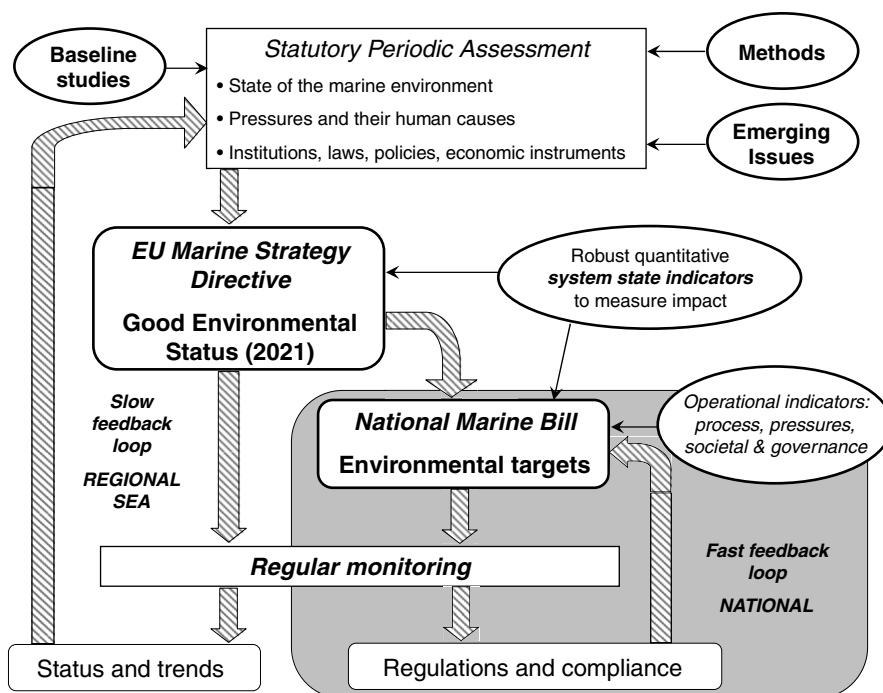 Baseline
studies
Statutory Periodic Assessment
• State of the marine environment
• Pressures and their human causes
• Institutions, laws, policies, economic instruments
Methods
Emerging
Issues
EU Marine Strategy
Directive
Good Environmental
Status (2021)
Robust quantitative
system state indicators
to measure impact
Slow
feedback
loop
REGIONAL
SEA
National Marine Bill
Environmental targets
Operational indicators:
process, pressures,
societal & governance
Regular monitoring
Fast feedback
loop
NATIONAL
Status and trends
Regulations and compliance